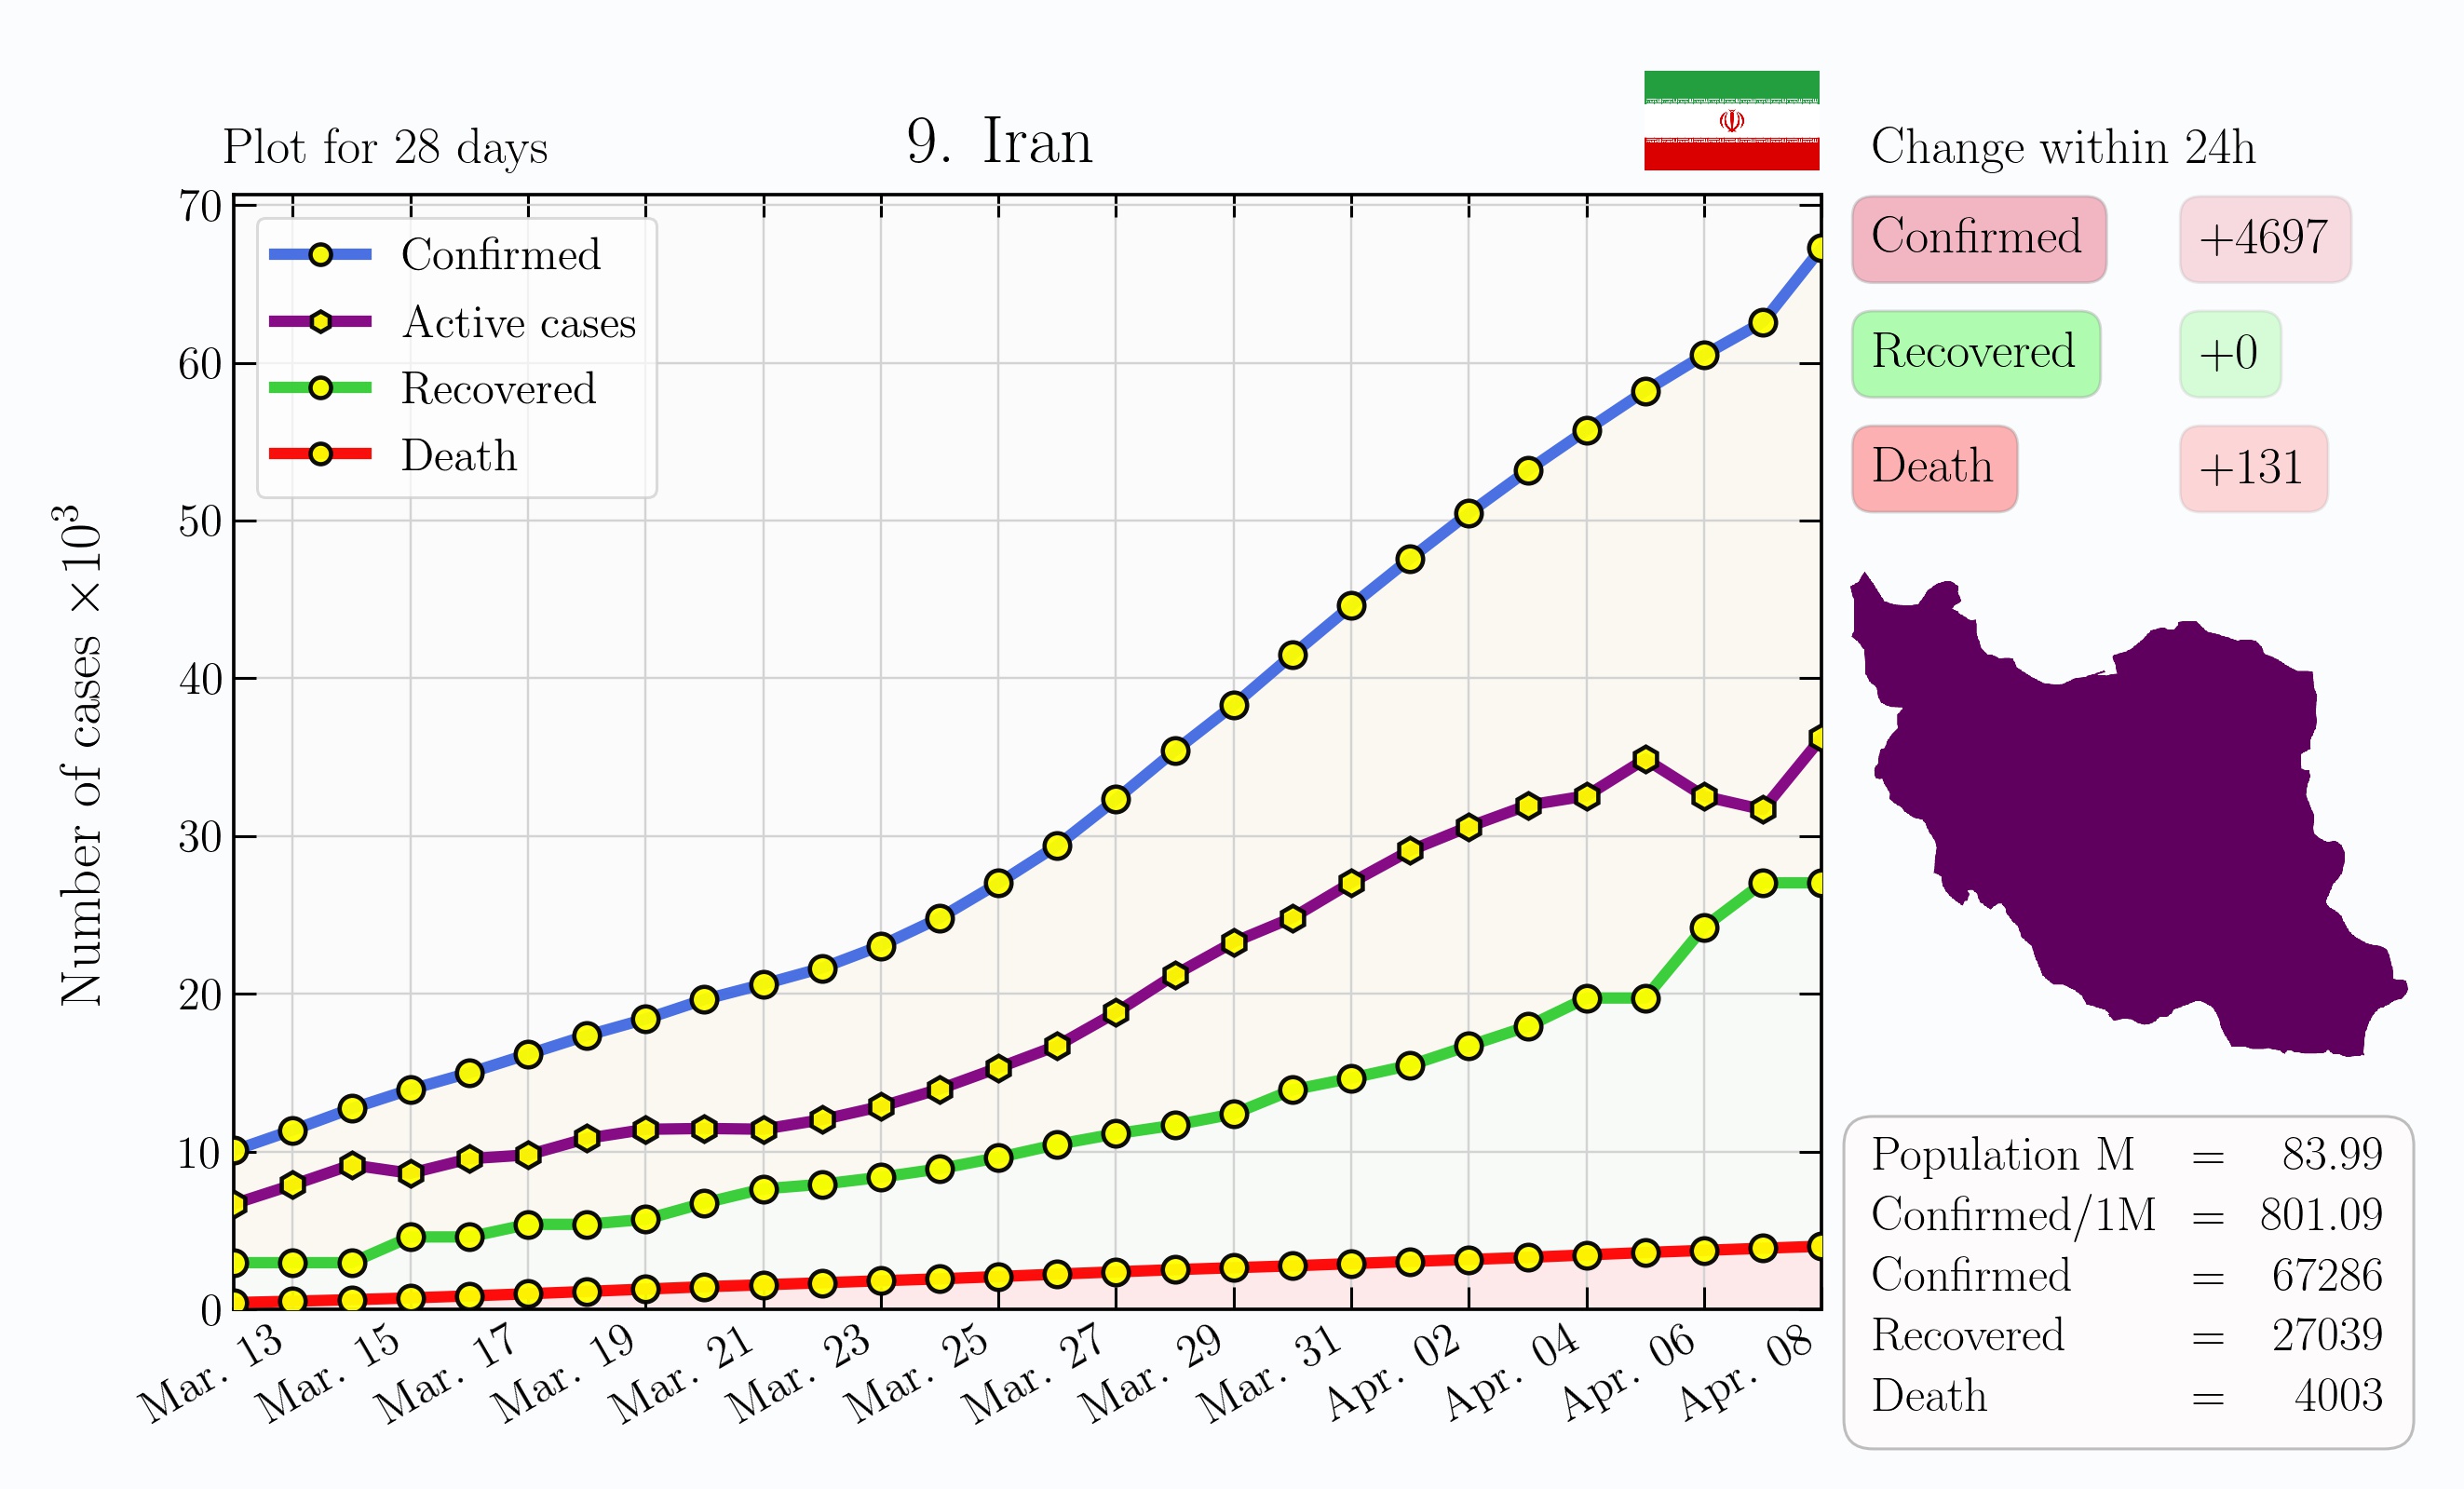 Plot for 28 days
9. Iran
Change within 24h
Confirmed +4697
Recovered +0
Death +131
Confirmed
Active cases
Recovered
Death
Number of cases ×10³
70
60
50
40
30
20
10
0
Mar. 13
Mar. 15
Mar. 17
Mar. 19
Mar. 21
Mar. 23
Mar. 25
Mar. 27
Mar. 29
Mar. 31
Apr. 02
Apr. 04
Apr. 06
Apr. 08
Population M = 83.99
Confirmed/1M = 801.09
Confirmed = 67286
Recovered = 27039
Death = 4003